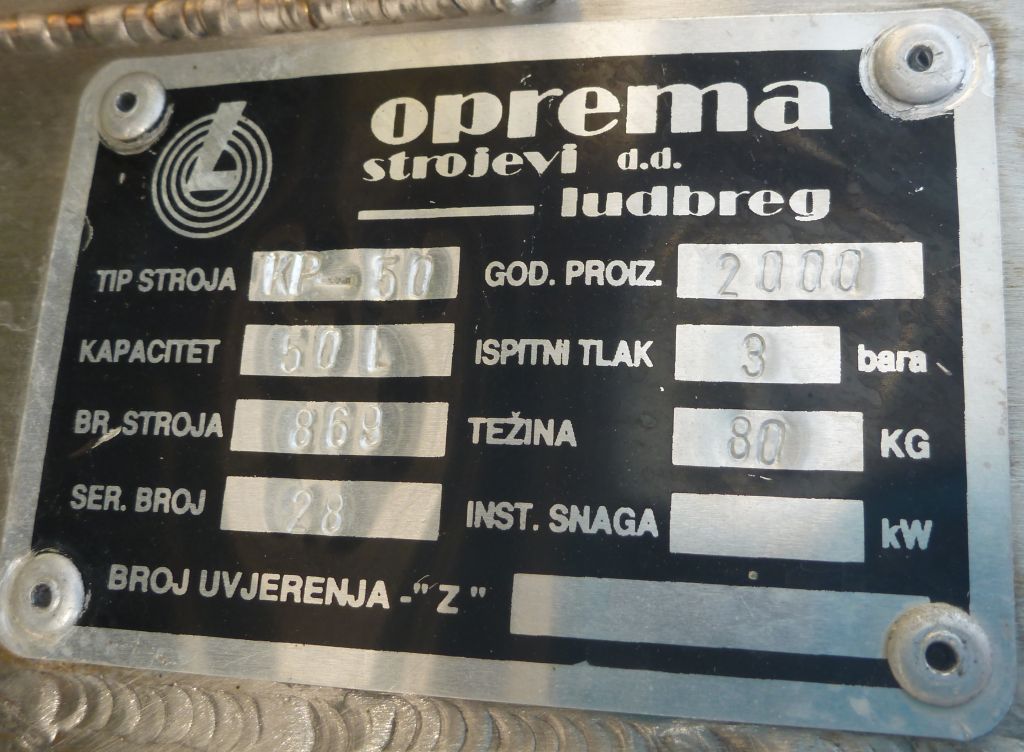 oprema
strojevi d.d.
ludbreg
TIP STROJA KP-50 GOD. PROIZ. 2000
KAPACITET 50 L ISPITNI TLAK 3 bara
BR. STROJA 869 TEŽINA 80 KG
SER. BROJ 28 INST. SNAGA kW
BROJ UVJERENJA -"Z"